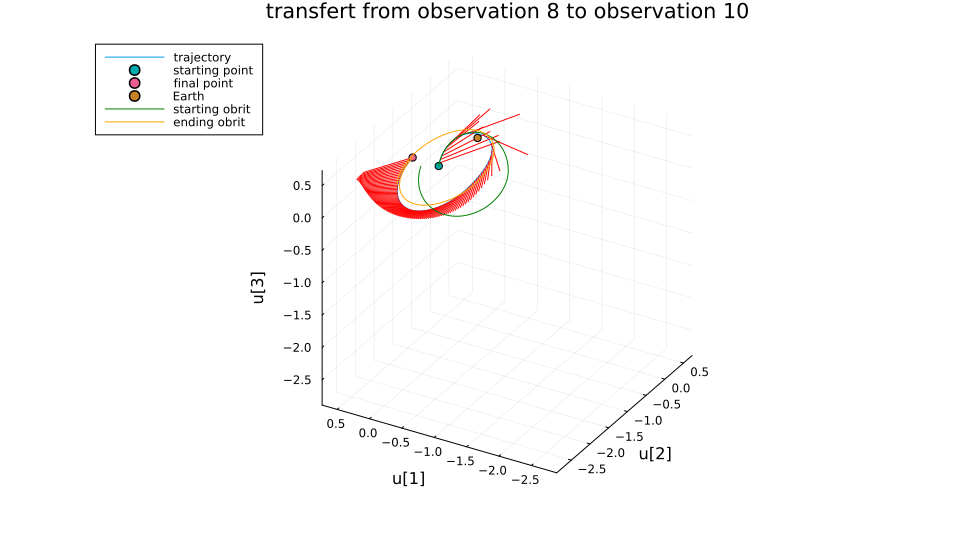 transfert from observation 8 to observation 10
trajectory
starting point
final point
Earth
starting obrit
ending obrit
0.5
0.0
−0.5
−1.0
−1.5
−2.0
−2.5
u[3]
0.5
0.0
−0.5
−1.0
−1.5
−2.0
−2.5
u[1]
0.5
0.0
−0.5
−1.0
−1.5
−2.0
−2.5
u[2]